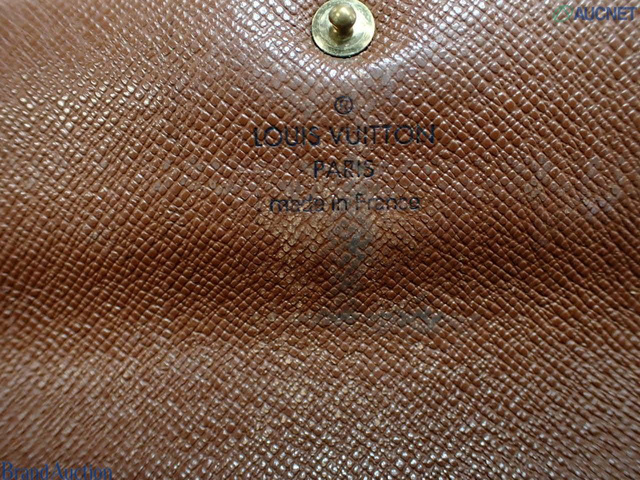 AUCNET
®
LOUIS VUITTON
PARIS
made in France
Brand Auction